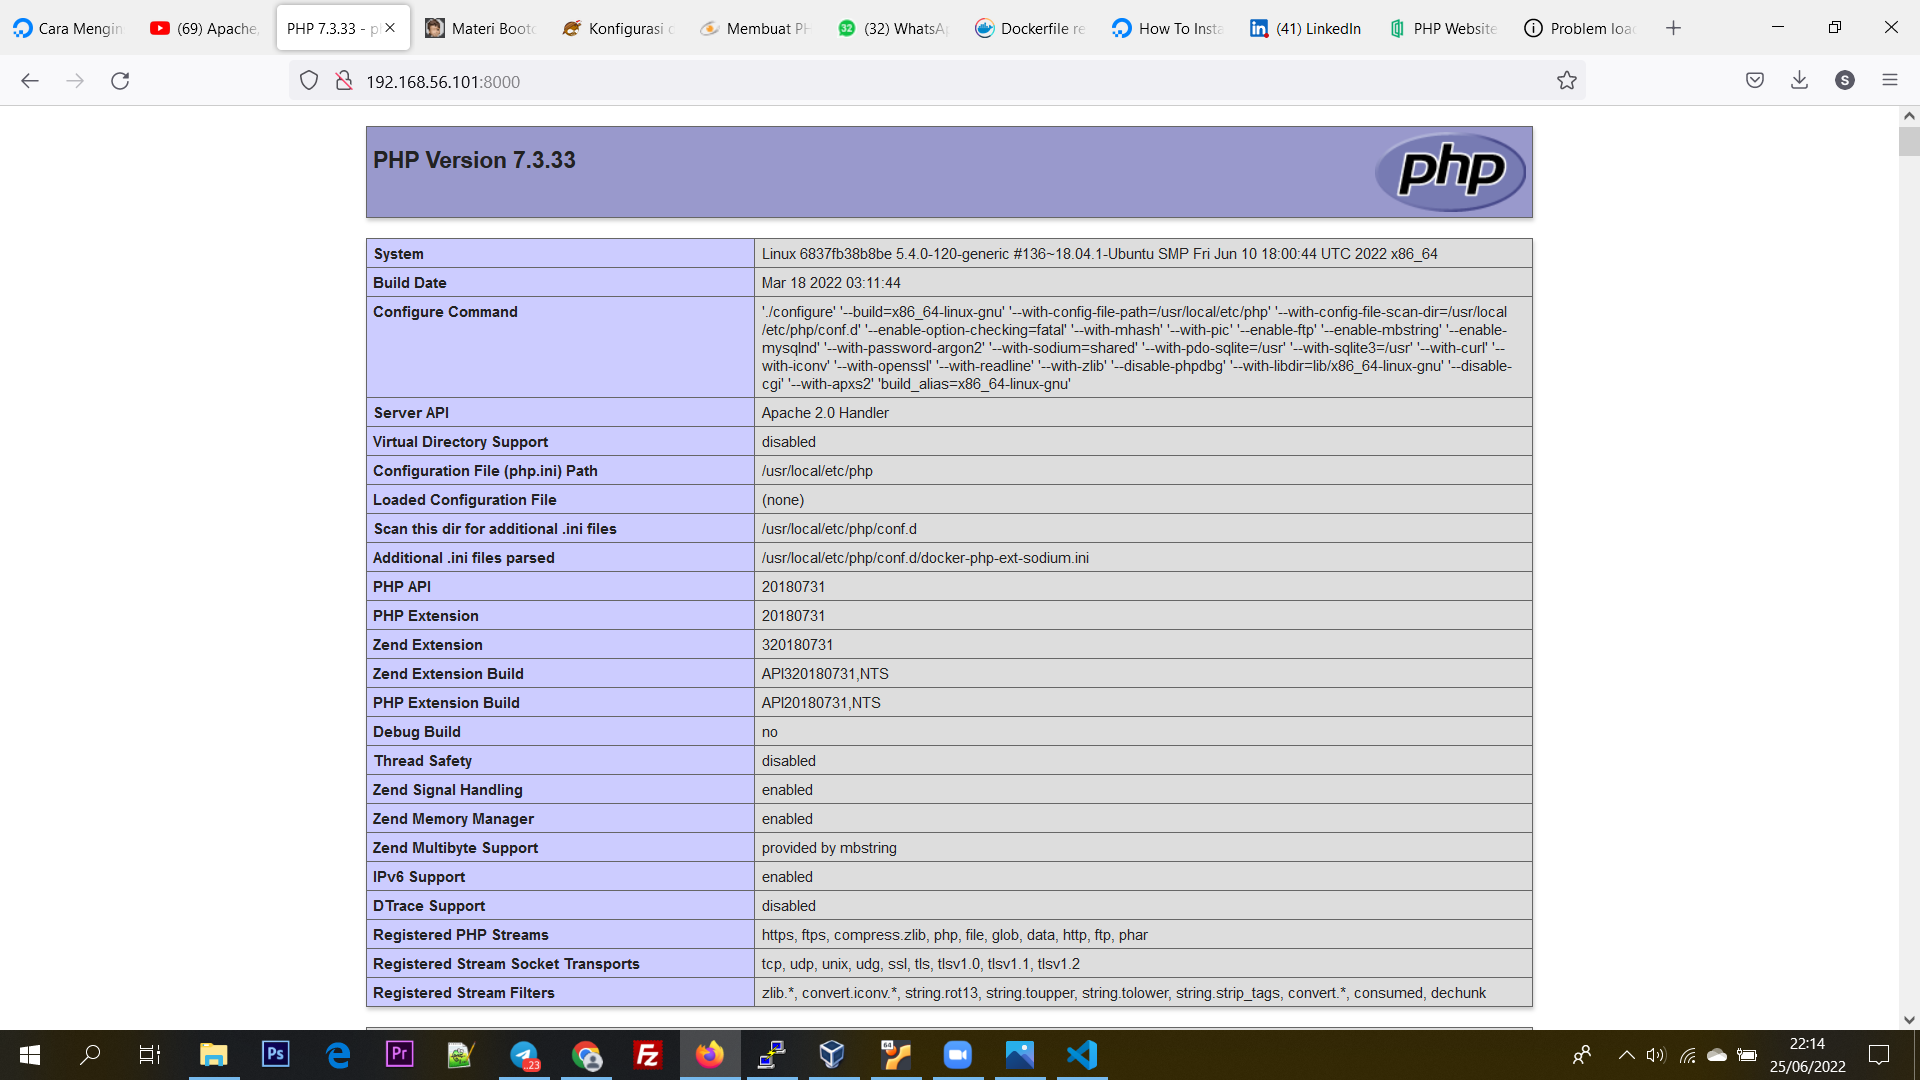 Cara Mengin
(69) Apache,
PHP 7.3.33 - p
Materi Boot
Konfigurasi
Membuat PH
32
(32) WhatsA
Dockerfile re
How To Insta
(41) LinkedIn
PHP Website
Problem loa
192.168.56.101:8000
S
PHP Version 7.3.33
php
System Linux 6837fb38b8be 5.4.0-120-generic #136~18.04.1-Ubuntu SMP Fri Jun 10 18:00:44 UTC 2022 x86_64
Build Date Mar 18 2022 03:11:44
Configure Command './configure' '--build=x86_64-linux-gnu' '--with-config-file-path=/usr/local/etc/php' '--with-config-file-scan-dir=/usr/local
/etc/php/conf.d' '--enable-option-checking=fatal' '--with-mhash' '--with-pic' '--enable-ftp' '--enable-mbstring' '--enable-
mysqlnd' '--with-password-argon2' '--with-sodium=shared' '--with-pdo-sqlite=/usr' '--with-sqlite3=/usr' '--with-curl' '--
with-iconv' '--with-openssl' '--with-readline' '--with-zlib' '--disable-phpdbg' '--with-libdir=lib/x86_64-linux-gnu' '--disable-
cgi' '--with-apxs2' 'build_alias=x86_64-linux-gnu'
Server API Apache 2.0 Handler
Virtual Directory Support disabled
Configuration File (php.ini) Path /usr/local/etc/php
Loaded Configuration File (none)
Scan this dir for additional .ini files /usr/local/etc/php/conf.d
Additional .ini files parsed /usr/local/etc/php/conf.d/docker-php-ext-sodium.ini
PHP API 20180731
PHP Extension 20180731
Zend Extension 320180731
Zend Extension Build API320180731,NTS
PHP Extension Build API20180731,NTS
Debug Build no
Thread Safety disabled
Zend Signal Handling enabled
Zend Memory Manager enabled
Zend Multibyte Support provided by mbstring
IPv6 Support enabled
DTrace Support disabled
Registered PHP Streams https, ftps, compress.zlib, php, file, glob, data, http, ftp, phar
Registered Stream Socket Transports tcp, udp, unix, udg, ssl, tls, tlsv1.0, tlsv1.1, tlsv1.2
Registered Stream Filters zlib.*, convert.iconv.*, string.rot13, string.toupper, string.tolower, string.strip_tags, convert.*, consumed, dechunk
Ps
Pr
..23
Fz
64
22:14
25/06/2022